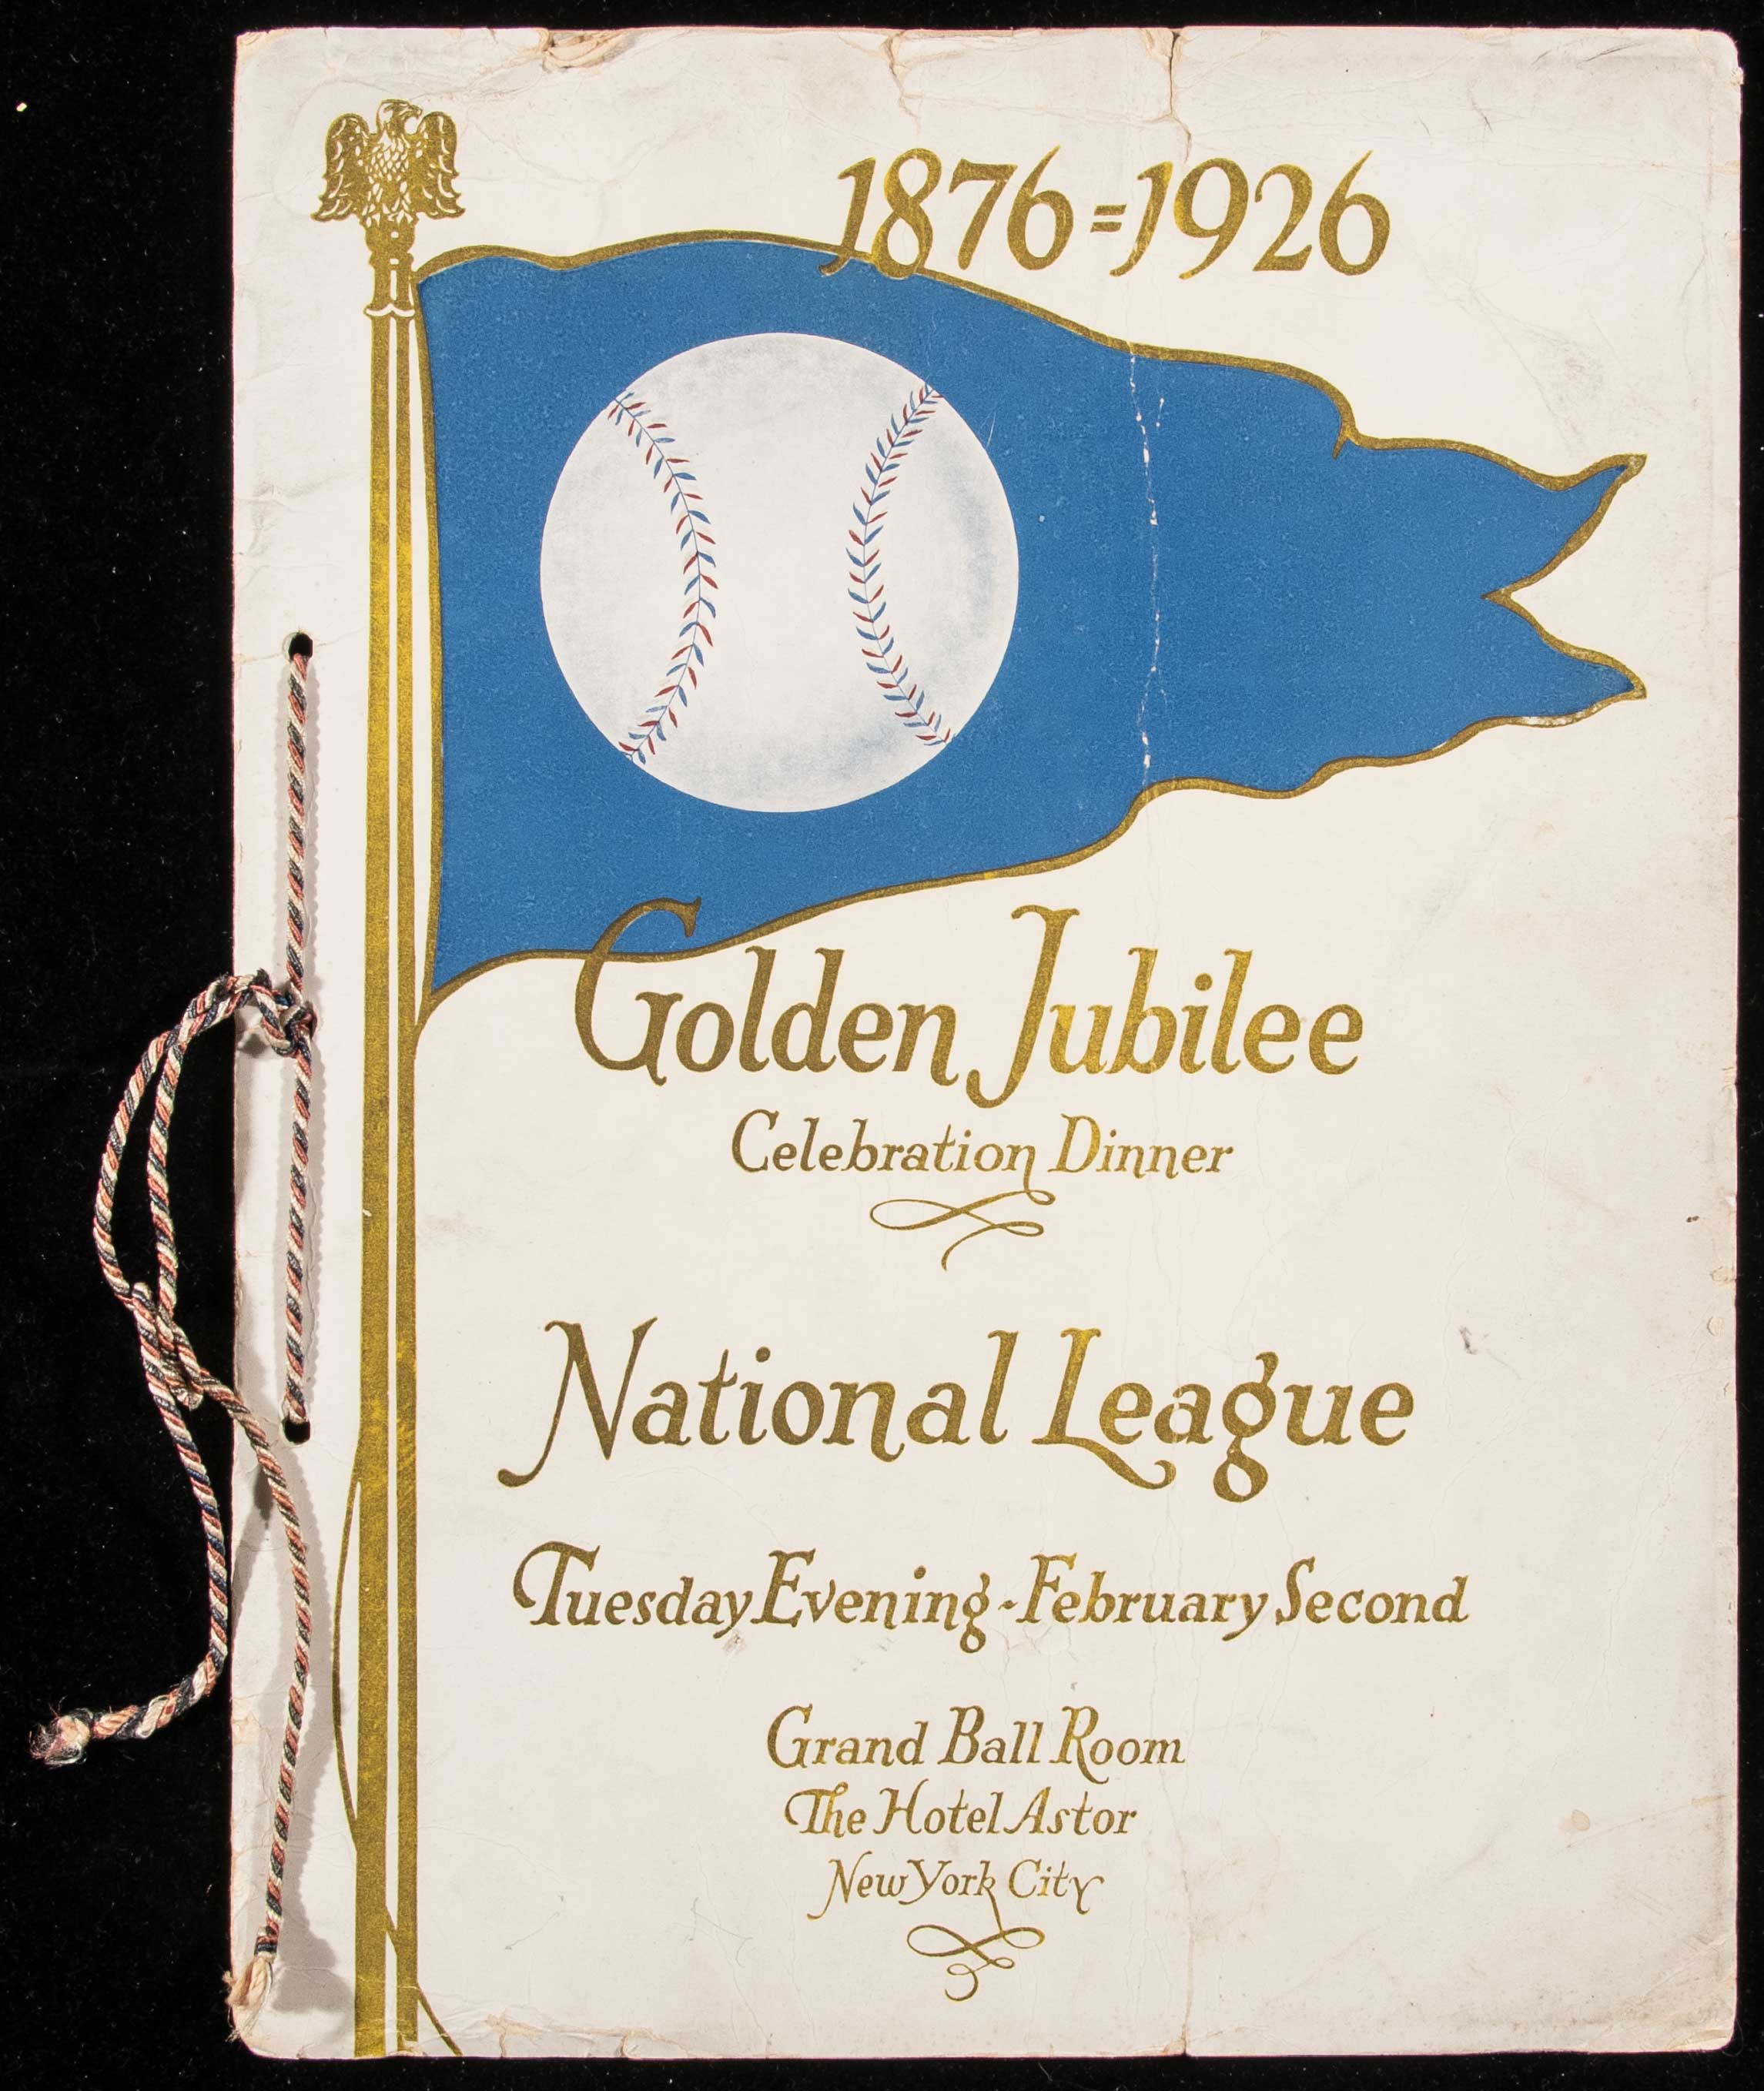 1876=1926
Golden Jubilee
Celebration Dinner
National League
Tuesday Evening - February Second
Grand Ball Room
The Hotel Astor
New York City